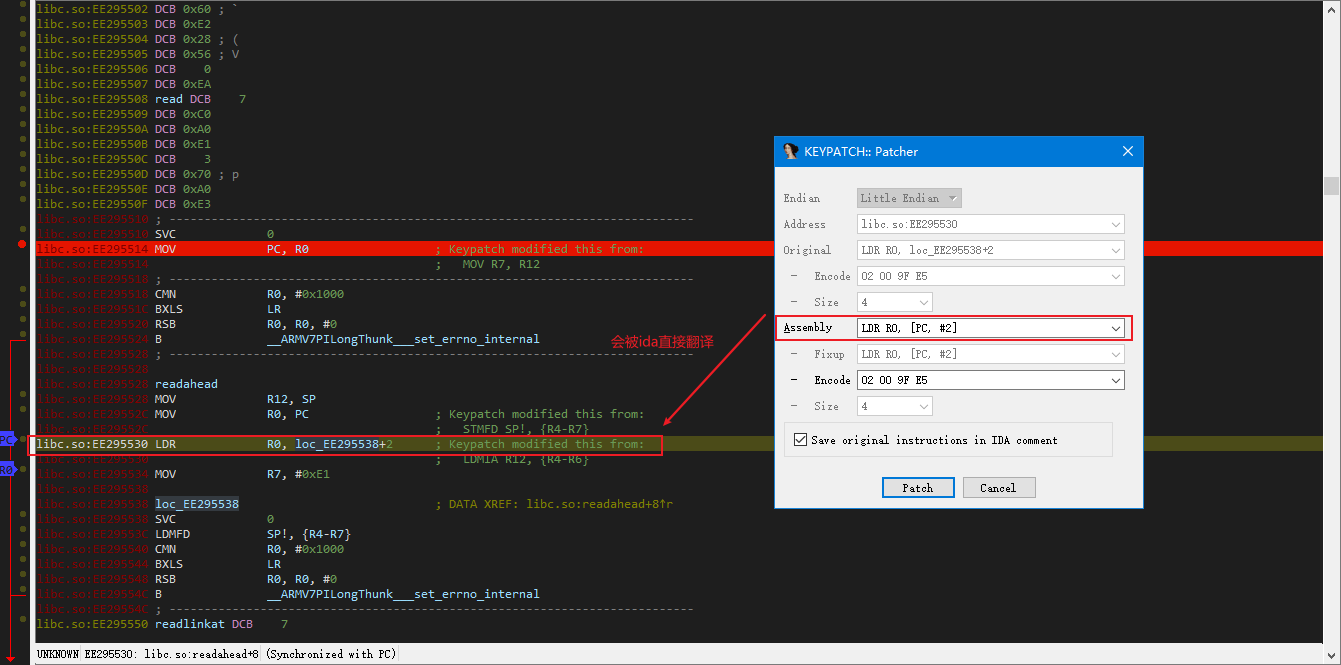 libc.so:EE295502 DCB 0x60 ; `
libc.so:EE295503 DCB 0xE2
libc.so:EE295504 DCB 0x28 ; (
libc.so:EE295505 DCB 0x56 ; V
libc.so:EE295506 DCB    0
libc.so:EE295507 DCB 0xEA
libc.so:EE295508 read DCB    7
libc.so:EE295509 DCB 0xC0
libc.so:EE29550A DCB 0xA0
libc.so:EE29550B DCB 0xE1
libc.so:EE29550C DCB    3
libc.so:EE29550D DCB 0x70 ; p
libc.so:EE29550E DCB 0xA0
libc.so:EE29550F DCB 0xE3
libc.so:EE295510 ; ---------------------------------------------------------------------------
libc.so:EE295510 SVC 0
libc.so:EE295514 MOV PC, R0 ; Keypatch modified this from:
libc.so:EE295514 ;   MOV R7, R12
libc.so:EE295518 ; ---------------------------------------------------------------------------
libc.so:EE295518 CMN R0, #0x1000
libc.so:EE29551C BXLS LR
libc.so:EE295520 RSB R0, R0, #0
libc.so:EE295524 B __ARMV7PILongThunk___set_errno_internal
libc.so:EE295528 ; ---------------------------------------------------------------------------
libc.so:EE295528
libc.so:EE295528 readahead
libc.so:EE295528 MOV R12, SP
libc.so:EE29552C MOV R0, PC ; Keypatch modified this from:
libc.so:EE29552C ;   STMFD SP!, {R4-R7}
PC
libc.so:EE295530 LDR R0, loc_EE295538+2 ; Keypatch modified this from:
libc.so:EE295530 ;   LDMIA R12, {R4-R6}
R0
libc.so:EE295534 MOV R7, #0xE1
libc.so:EE295538
libc.so:EE295538 loc_EE295538 ; DATA XREF: libc.so:readahead+8↑r
libc.so:EE295538 SVC 0
libc.so:EE29553C LDMFD SP!, {R4-R7}
libc.so:EE295540 CMN R0, #0x1000
libc.so:EE295544 BXLS LR
libc.so:EE295548 RSB R0, R0, #0
libc.so:EE29554C B __ARMV7PILongThunk___set_errno_internal
libc.so:EE29554C ; ---------------------------------------------------------------------------
libc.so:EE295550 readlinkat DCB    7
UNKNOWN EE295530: libc.so:readahead+8 (Synchronized with PC)
会被ida直接翻译
KEYPATCH:: Patcher
Endian Little Endian
Address libc.so:EE295530
Original LDR R0, loc_EE295538+2
- Encode 02 00 9F E5
- Size 4
Assembly LDR R0, [PC, #2]
- Fixup LDR R0, [PC, #2]
- Encode 02 00 9F E5
- Size 4
Save original instructions in IDA comment
Patch Cancel